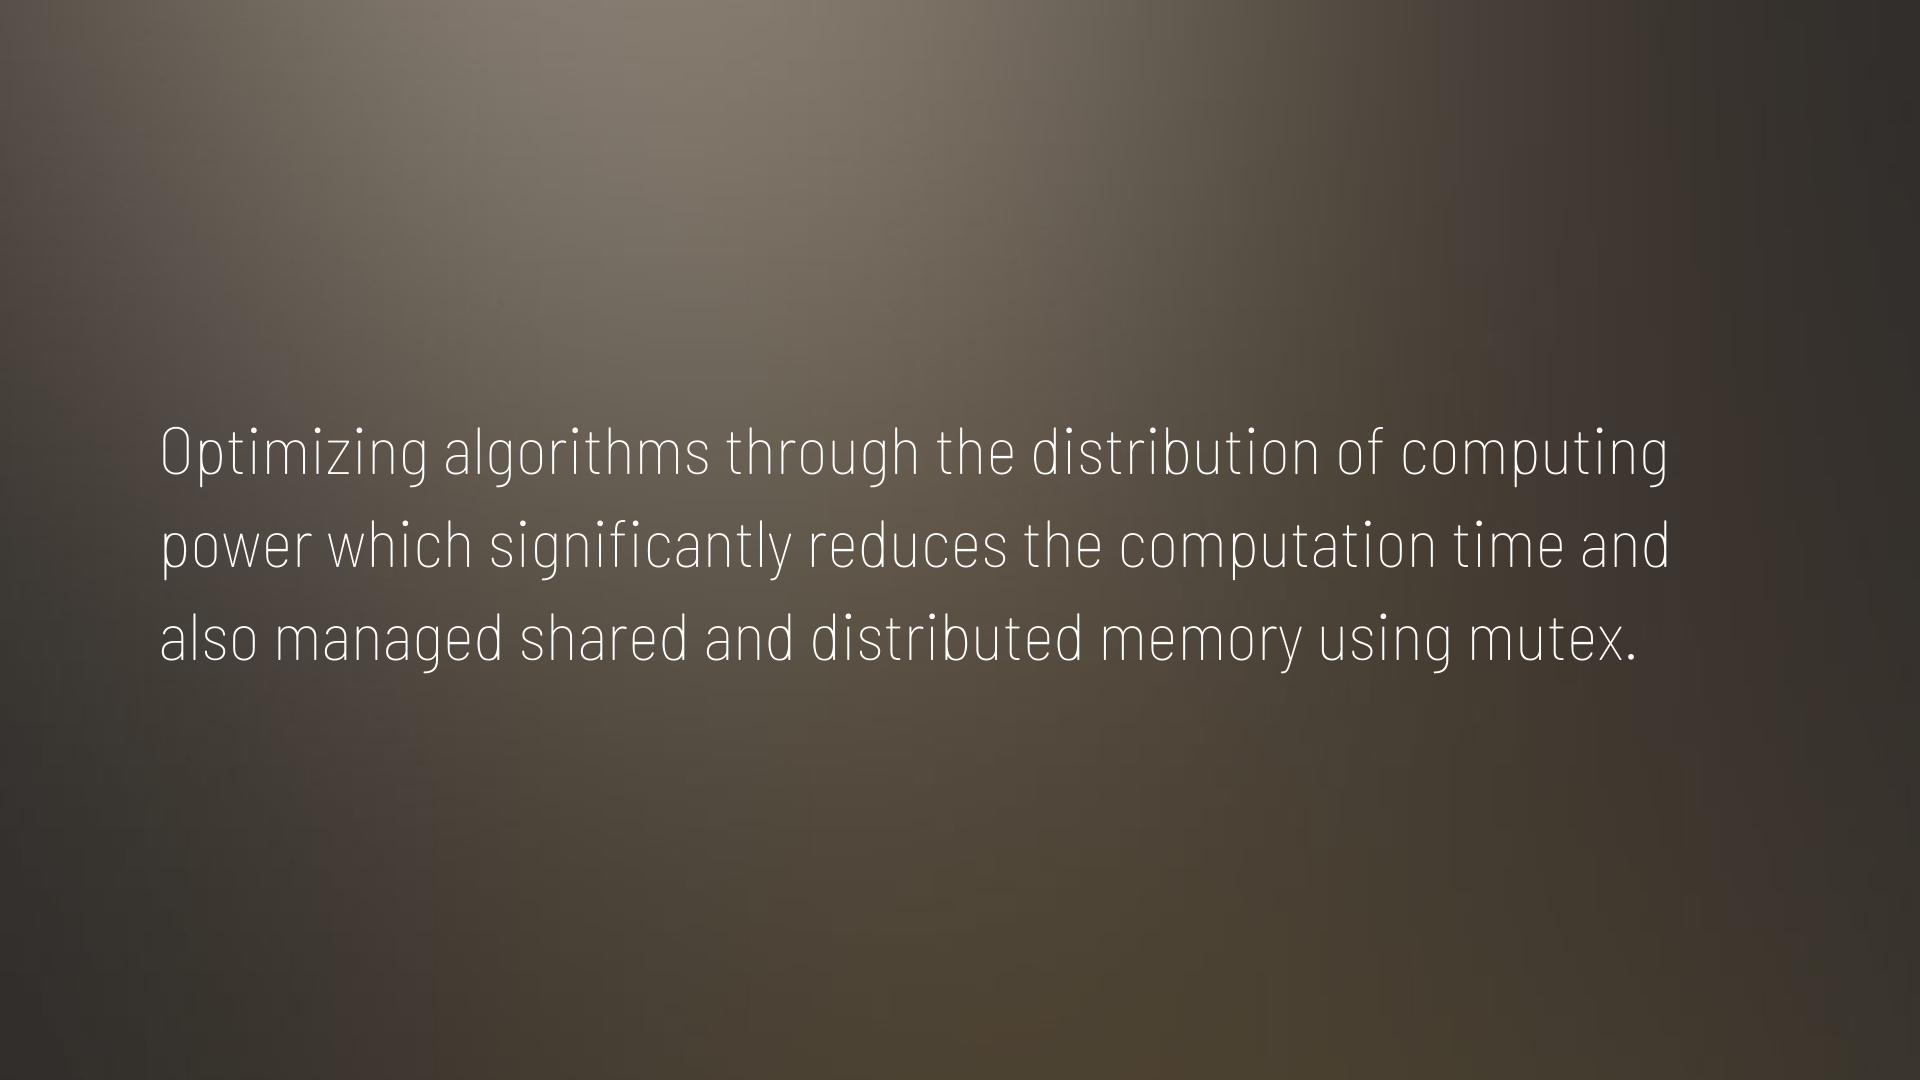 Optimizing algorithms through the distribution of computing
power which significantly reduces the computation time and
also managed shared and distributed memory using mutex.